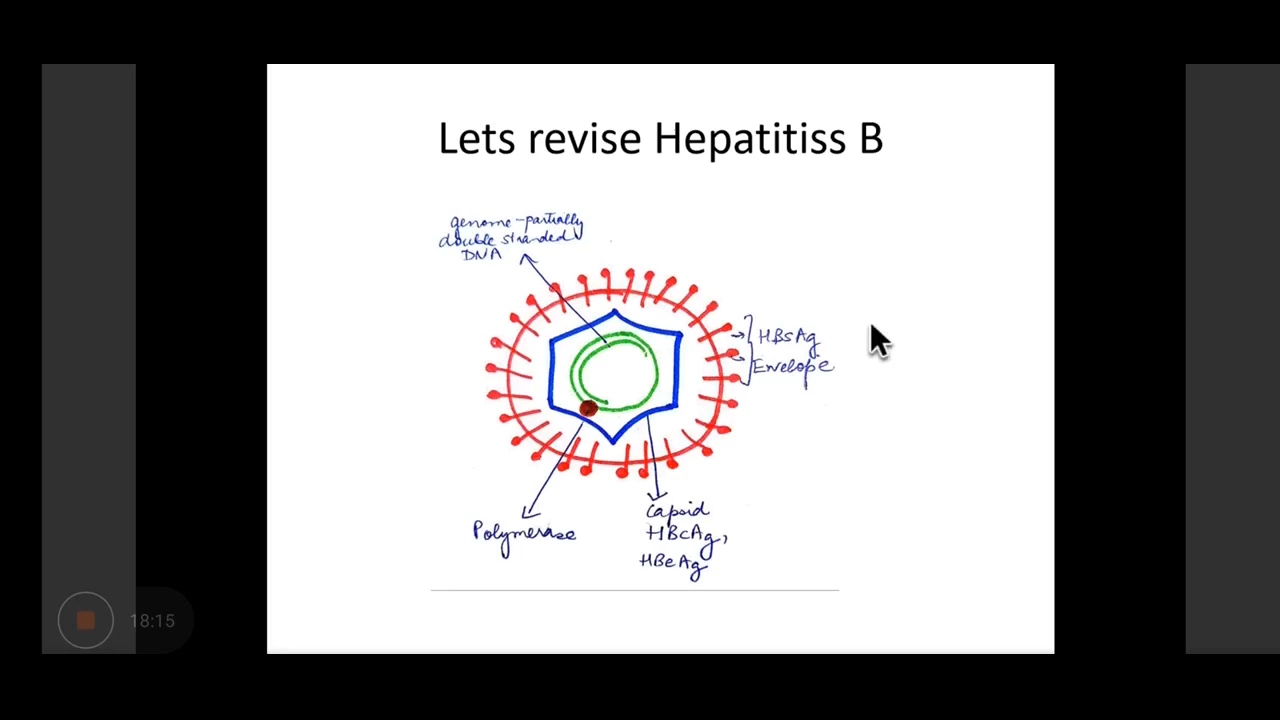 Lets revise Hepatitiss B
genome-partially
double stranded
DNA
HBsAg
Envelope
Polymerase
Capsid
HBcAg,
HBeAg
18:15